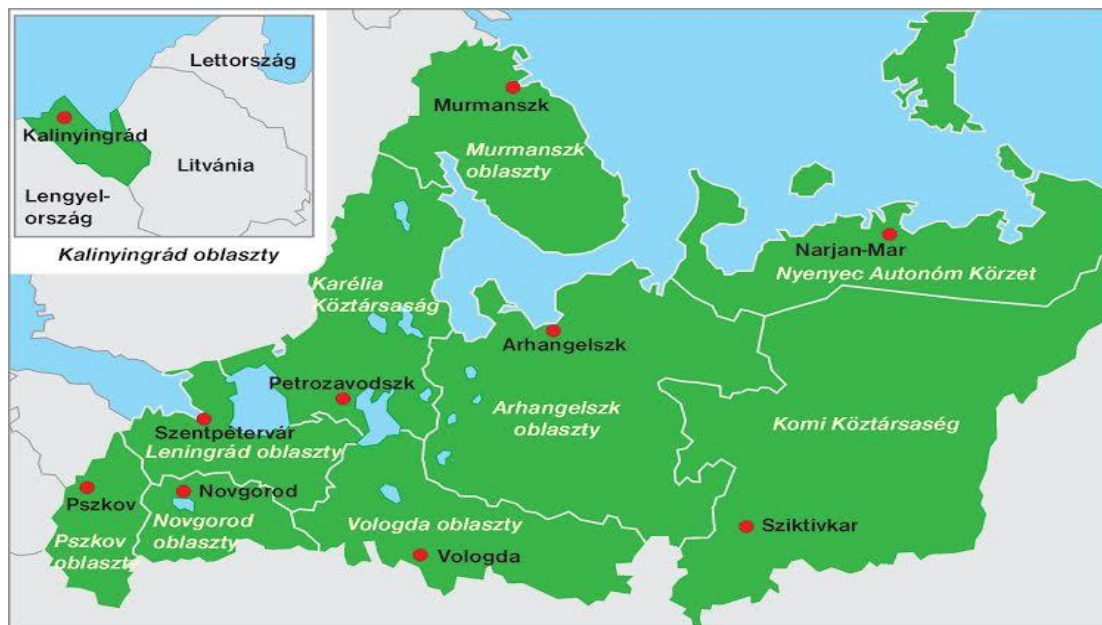 Lettország
Kalinyingrád
Litvánia
Lengyel-
ország
Kalinyingrád oblaszty
Murmanszk
Murmanszk
oblaszty
Narjan-Mar
Nyenyec Autonóm Körzet
Karélia
Köztársaság
Arhangelszk
Petrozavodszk
Arhangelszk
oblaszty
Komi Köztársaség
Szentpétervár
Leningrád oblaszty
Pszkov
Novgorod
Novgorod
oblaszty
Vologda oblaszty
Sziktivkar
Pszkov
oblaszty
Vologda